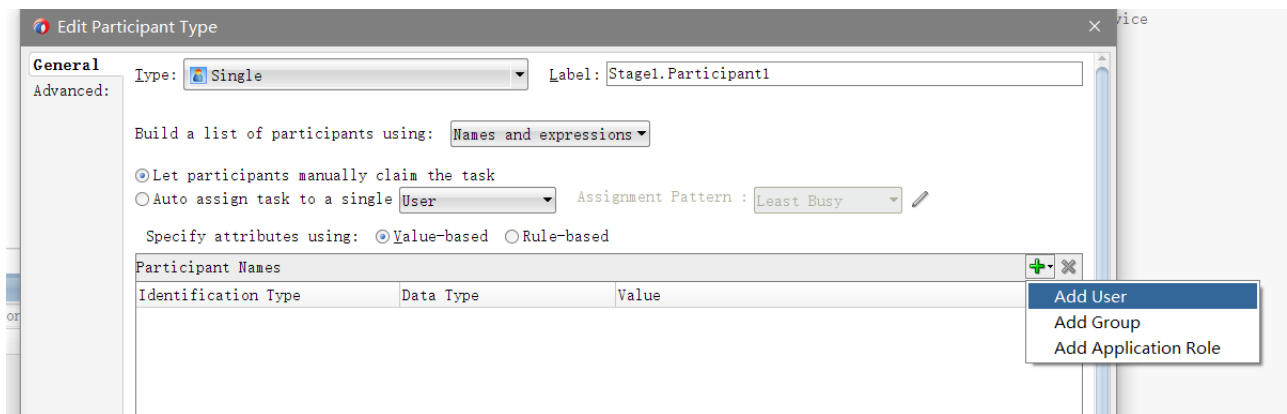 Edit Participant Type
vice
General
Type: Single Label: Stage1.Participant1
Advanced:
Build a list of participants using: Names and expressions
Let participants manually claim the task
Auto assign task to a single User Assignment Pattern : Least Busy
Specify attributes using: Value-based Rule-based
Participant Names
Identification Type Data Type Value
Add User
or
Add Group
Add Application Role